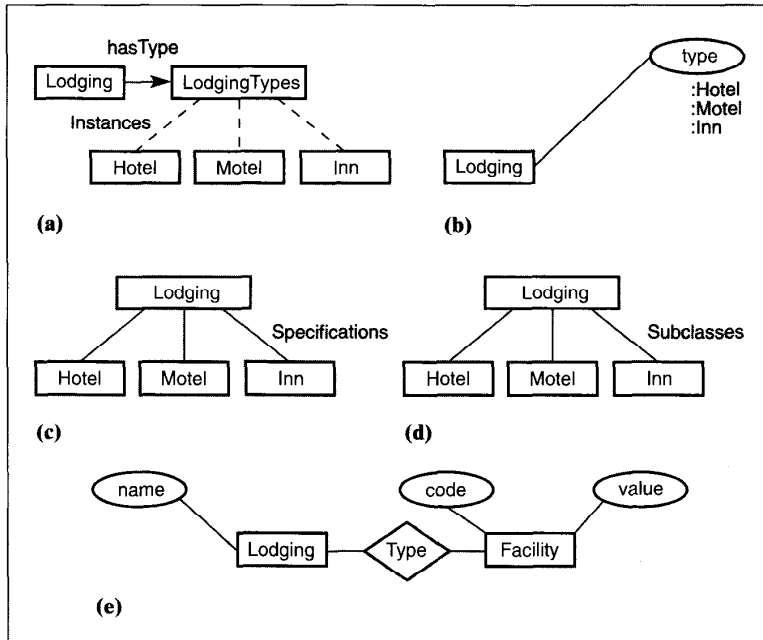 hasType
Lodging
LodgingTypes
Instances
Hotel
Motel
Inn
(a)
type
:Hotel
:Motel
:Inn
Lodging
(b)
Lodging
Specifications
Hotel
Motel
Inn
(c)
Lodging
Subclasses
Hotel
Motel
Inn
(d)
name
code
value
Lodging
Type
Facility
(e)